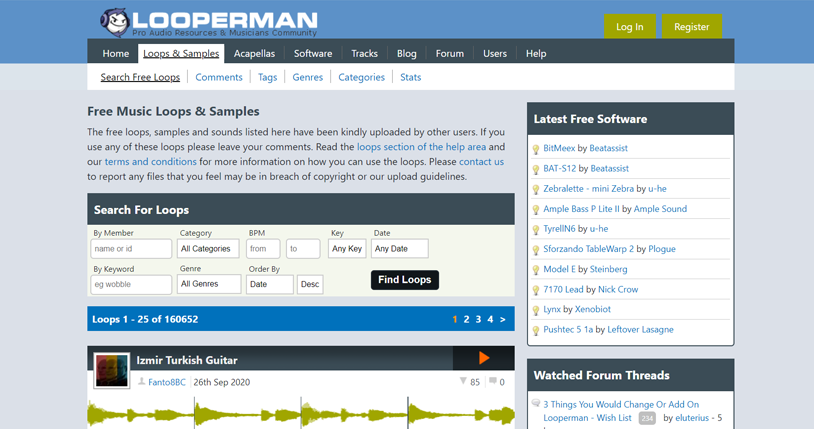 LOOPERMAN
Pro Audio Resources & Musicians Community
Log In Register
Home Loops & Samples Acapellas Software Tracks Blog Forum Users Help
Search Free Loops Comments Tags Genres Categories Stats
Free Music Loops & Samples
The free loops, samples and sounds listed here have been kindly uploaded by other users. If you
use any of these loops please leave your comments. Read the loops section of the help area and
our terms and conditions for more information on how you can use the loops. Please contact us
to report any files that you feel may be in breach of copyright or our upload guidelines.
Search For Loops
By Member Category BPM Key Date
name or id All Categories from to Any Key Any Date
By Keyword Genre Order By
eg wobble All Genres Date Desc Find Loops
Loops 1 - 25 of 160652 1 2 3 4 >
Izmir Turkish Guitar
Fanto8BC 26th Sep 2020 85 0
Latest Free Software
BitMeex by Beatassist
BAT-S12 by Beatassist
Zebralette - mini Zebra by u-he
Ample Bass P Lite II by Ample Sound
TyrellN6 by u-he
Sforzando TableWarp 2 by Plogue
Model E by Steinberg
7170 Lead by Nick Crow
Lynx by Xenobiot
Pushtec 5 1a by Leftover Lasagne
Watched Forum Threads
3 Things You Would Change Or Add On
Looperman - Wish List 234 by eluterius - 5